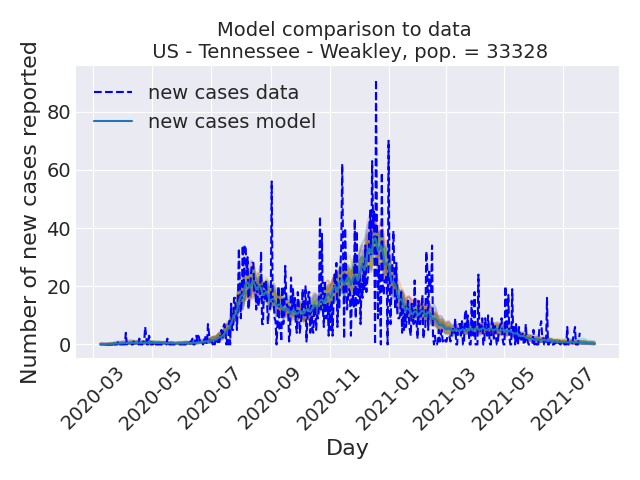 Model comparison to data
US - Tennessee - Weakley, pop. = 33328
Number of new cases reported
new cases data
new cases model
80
60
40
20
0
2020-03
2020-05
2020-07
2020-09
2020-11
2021-01
2021-03
2021-05
2021-07
Day